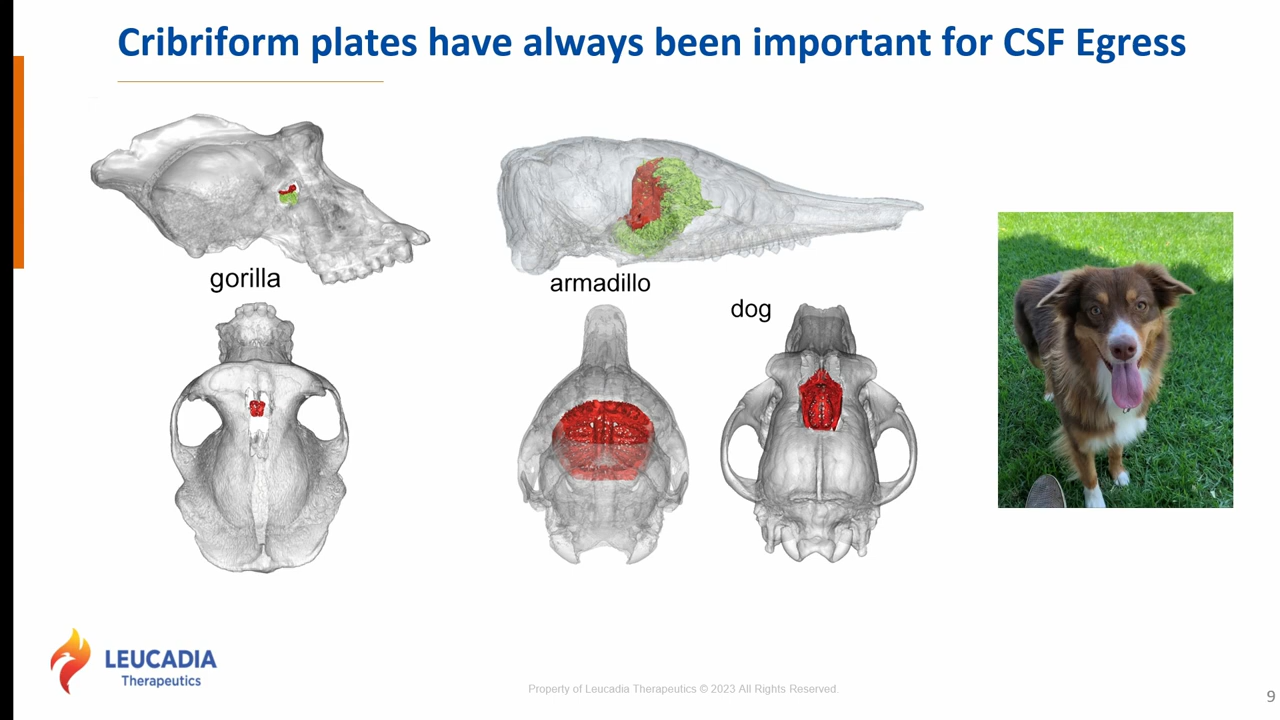 Cribriform plates have always been important for CSF Egress
gorilla
armadillo
dog
LEUCADIA
Therapeutics
Property of Leucadia Therapeutics © 2023 All Rights Reserved.
9